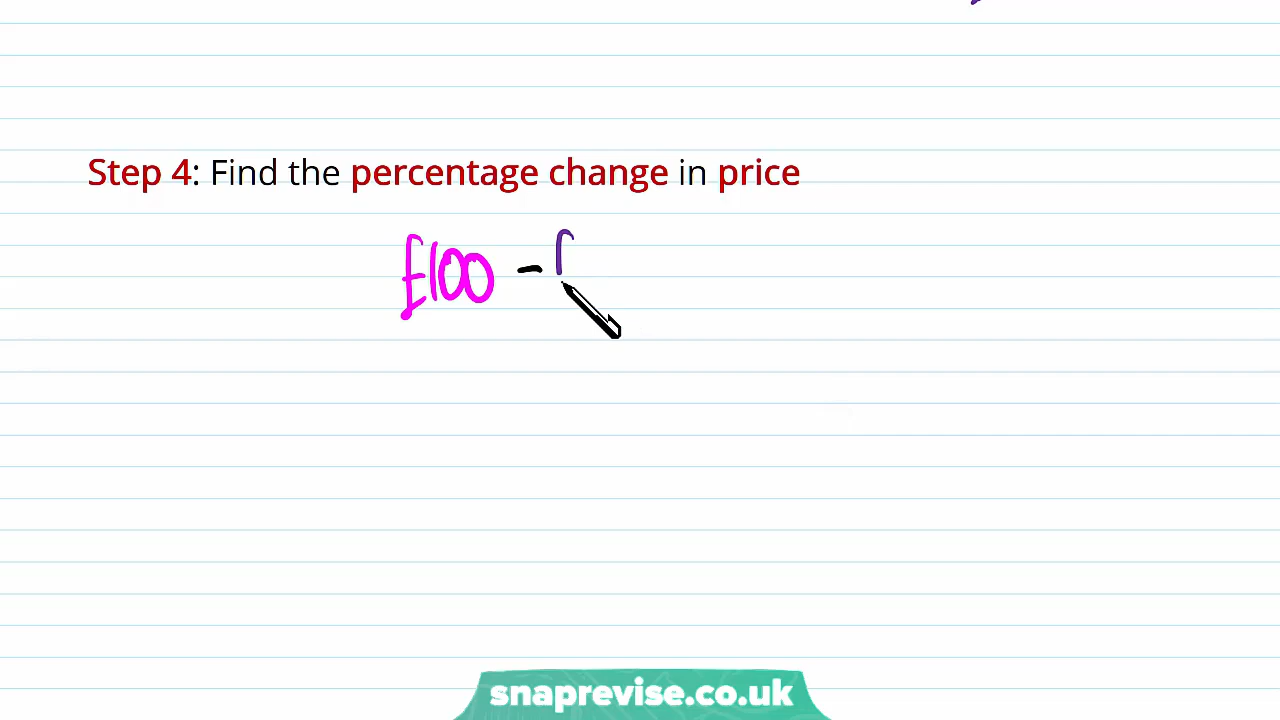 Step 4: Find the percentage change in price
£100 -
snaprevise.co.uk